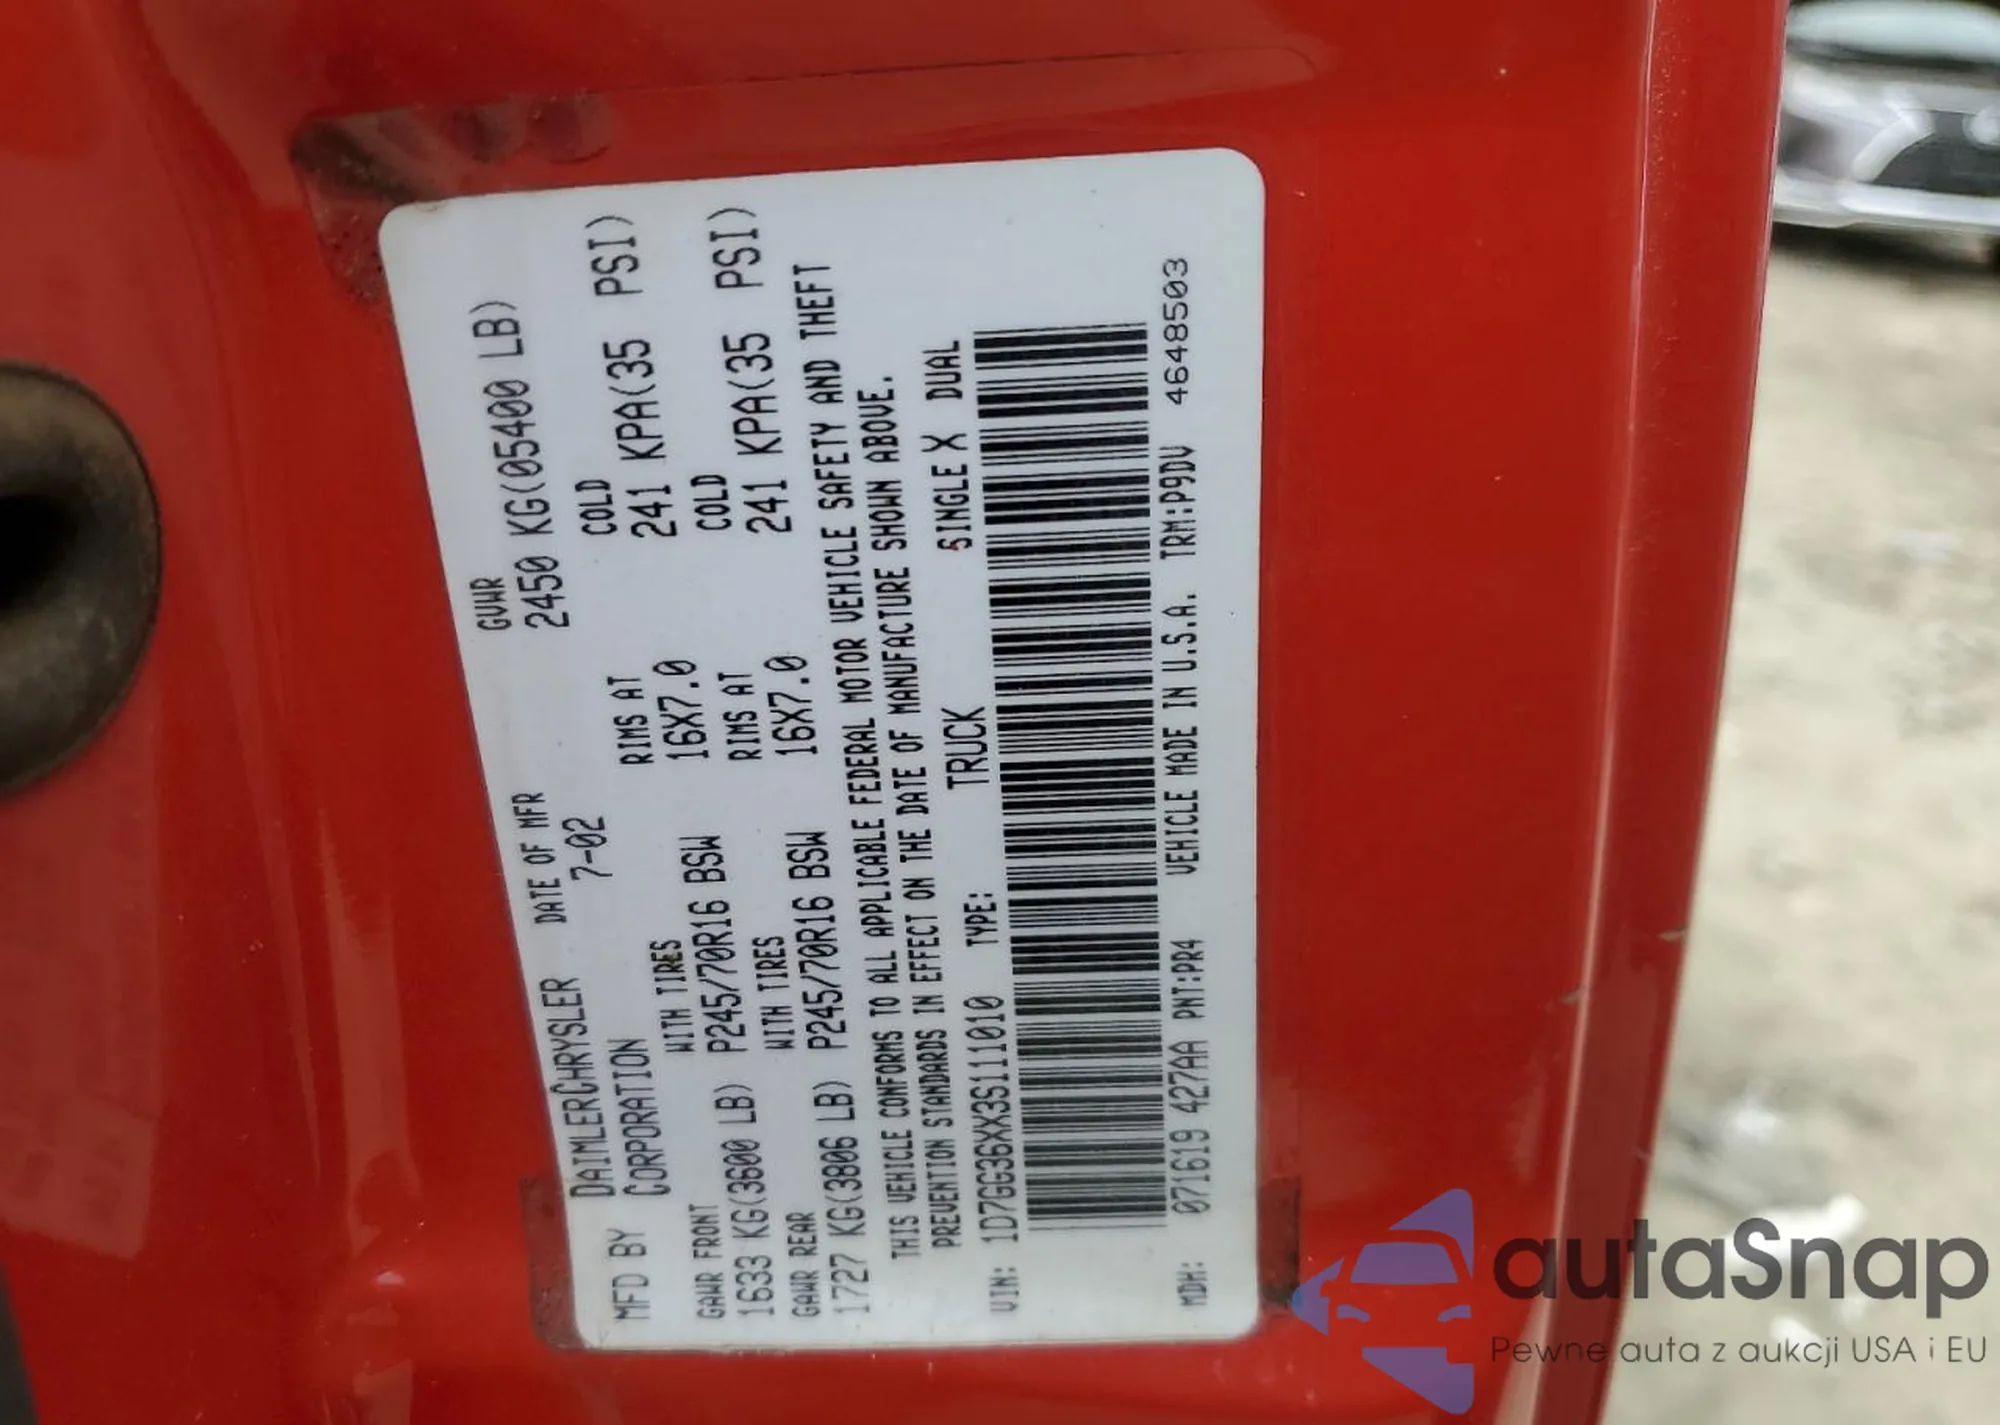 MFD BY DAIMLERCHRYSLER DATE OF MFR GVWR
CORPORATION 7-02 2450 KG(05400 LB)
GAWR FRONT WITH TIRES RIMS AT COLD
1633 KG(3600 LB) P245/70R16 BSW 16X7.0 241 KPA(35 PSI)
GAWR REAR WITH TIRES RIMS AT COLD
1727 KG(3806 LB) P245/70R16 BSW 16X7.0 241 KPA(35 PSI)
THIS VEHICLE CONFORMS TO ALL APPLICABLE FEDERAL MOTOR VEHICLE SAFETY AND THEFT
PREVENTION STANDARDS IN EFFECT ON THE DATE OF MANUFACTURE SHOWN ABOVE.
VIN: 1D7GG36XX3S111010 TYPE: TRUCK SINGLE X DUAL
MDH: 071619 427AA PNT:PR4 VEHICLE MADE IN U.S.A. TRM:P9DV 4648503
autaSnap
Pewne auta z aukcji USA i EU